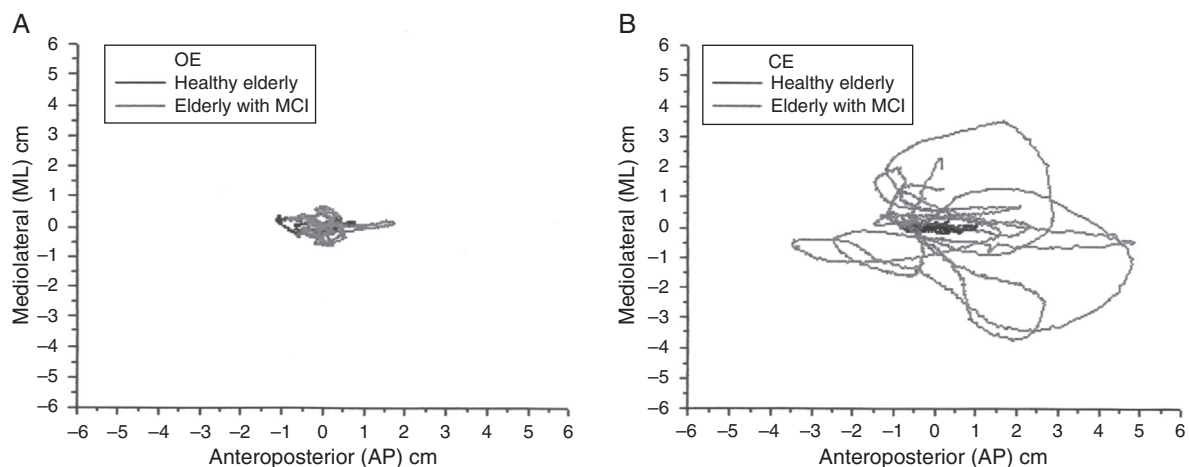 A
OE
Healthy elderly
Elderly with MCI
Mediolateral (ML) cm
6
5
4
3
2
1
0
–1
–2
–3
–4
–5
–6
–6 –5 –4 –3 –2 –1 0 1 2 3 4 5 6
Anteroposterior (AP) cm
B
CE
Healthy elderly
Elderly with MCI
Mediolateral (ML) cm
6
5
4
3
2
1
0
–1
–2
–3
–4
–5
–6
–6 –5 –4 –3 –2 –1 0 1 2 3 4 5 6
Anteroposterior (AP) cm